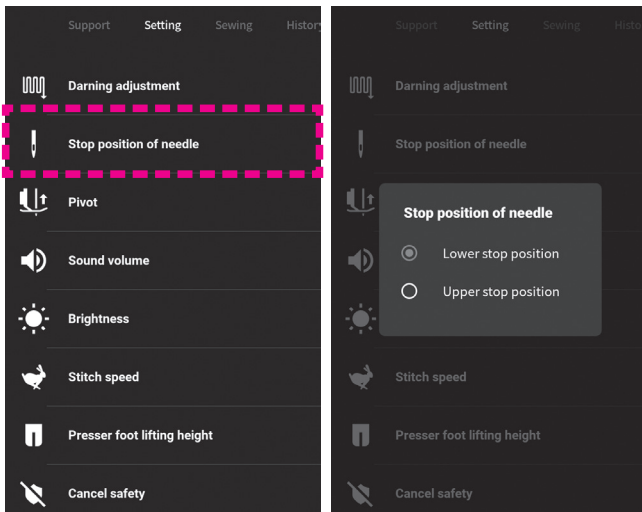 Support Setting Sewing History
Darning adjustment
Stop position of needle
Pivot
Sound volume
Brightness
Stitch speed
Presser foot lifting height
Cancel safety
Support Setting Sewing Histo
Darning adjustment
Stop position of needle
Stop position of needle
Lower stop position
Upper stop position
Stitch speed
Presser foot lifting height
Cancel safety